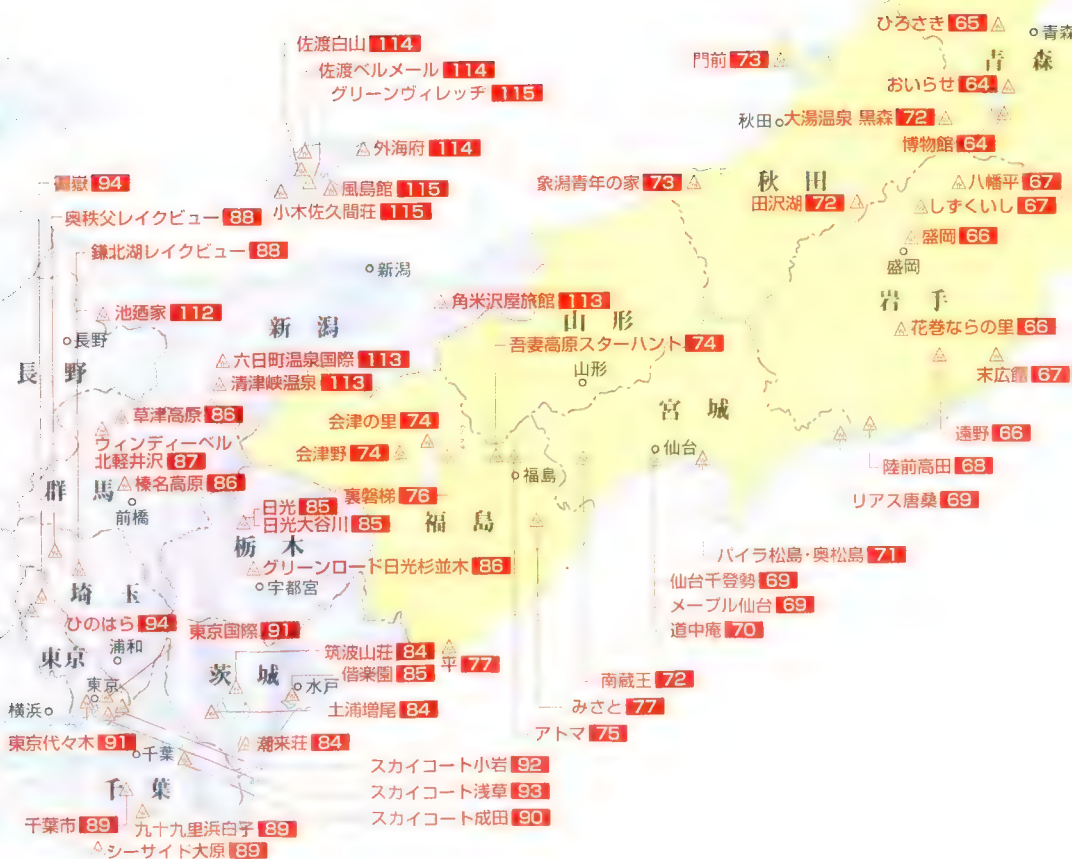 ひろさき 65
青森
青 森
佐渡白山 114
門前 73
佐渡ベルメール 114
おいらせ 64
グリーンヴィレッヂ 115
秋田
大湯温泉 黒森 72
外海府 114
博物館 64
御嶽 94
風島館 115
象潟青年の家 73
秋 田
八幡平 67
奥秩父レイクビュー 88
小木佐久間荘 115
田沢湖 72
しずくいし 67
鎌北湖レイクビュー 88
盛岡 66
盛岡
新潟
角米沢屋旅館 113
岩 手
池廼家 112
新 潟
山 形
花巻ならの里 66
長野
吾妻高原スターハント 74
六日町温泉国際 113
山形
末広館 67
長 野
清津峡温泉 113
草津高原 86
会津の里 74
宮 城
遠野 66
ウィンディーベル
北軽井沢 87
会津野 74
仙台
陸前高田 68
榛名高原 86
福島
リアス唐桑 69
群 馬
前橋
日光 85
裏磐梯 76
日光大谷川 85
福 島
栃 木
パイラ松島・奥松島 71
グリーンロード日光杉並木 86
宇都宮
仙台千登勢 69
埼 玉
メープル仙台 69
ひのはら 94
東京国際 91
道中庵 70
浦和
筑波山荘 84
平 77
東京
茨 城
偕楽園 85
南蔵王 72
東京
水戸
横浜
土浦増尾 84
みさと 77
アトマ 75
東京代々木 91
千葉
潮来荘 84
スカイコート小岩 92
千 葉
スカイコート浅草 93
スカイコート成田 90
千葉市 89
九十九里浜白子 89
シーサイド大原 89